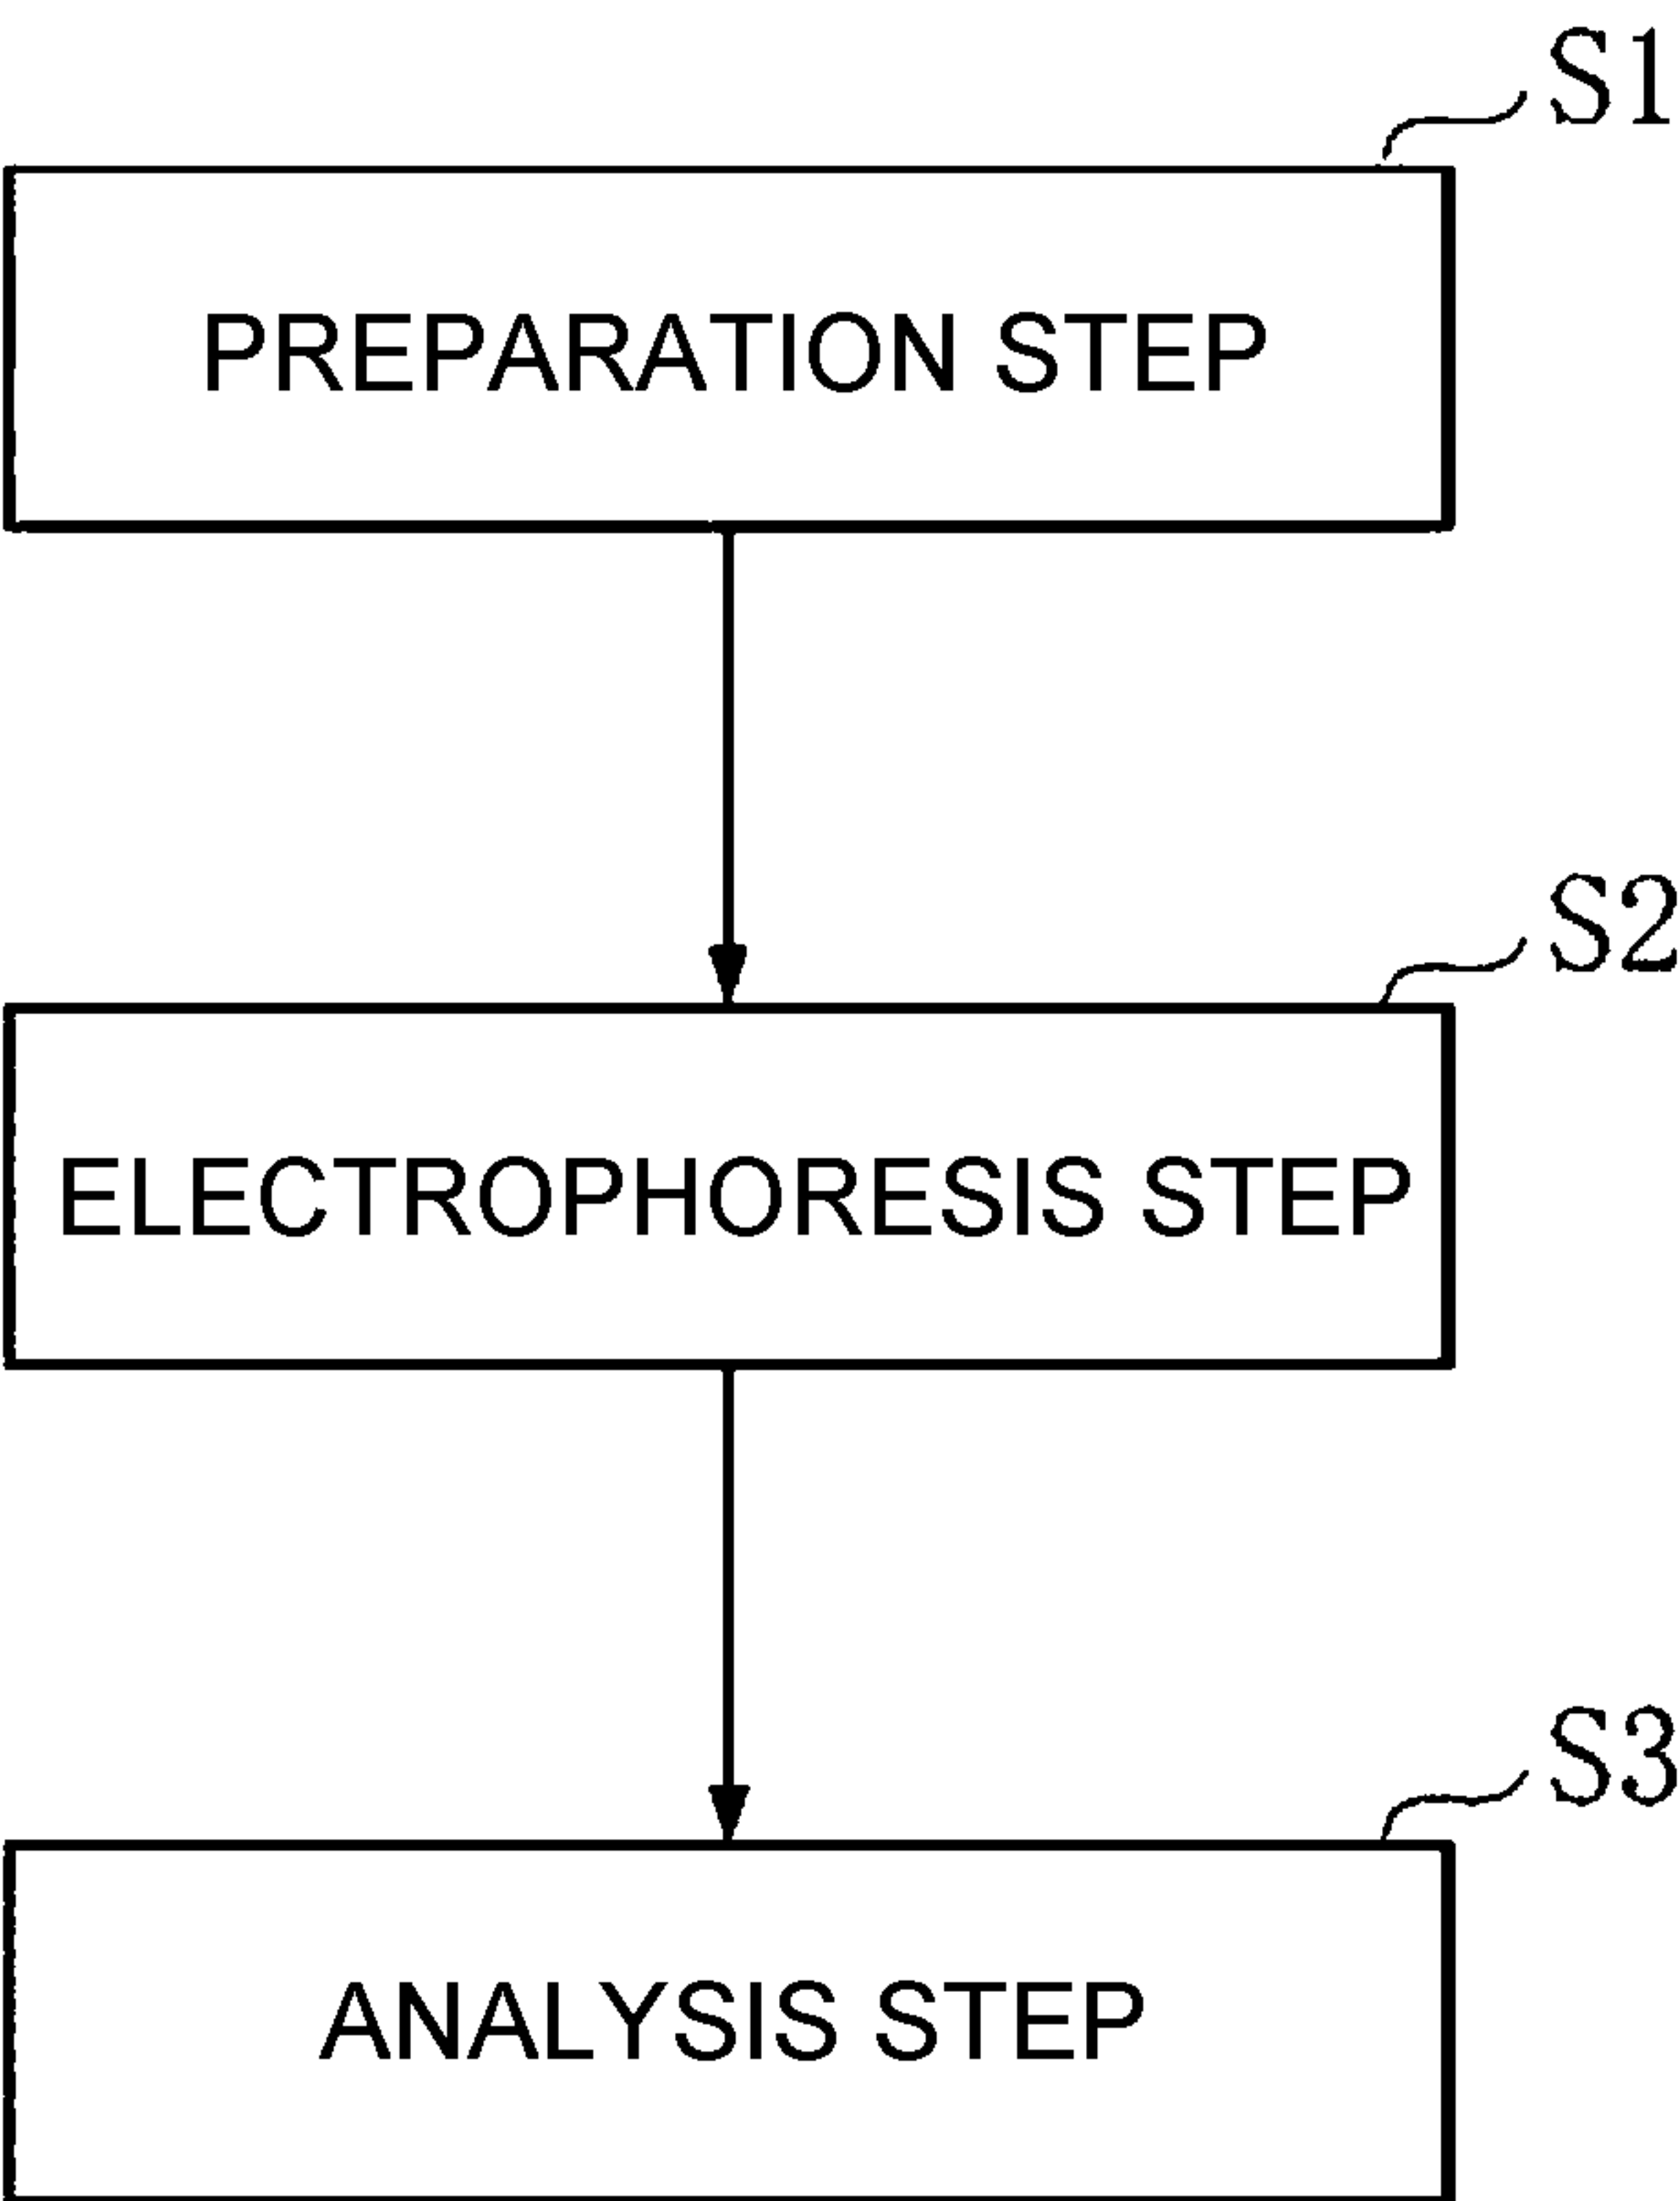 S1
PREPARATION STEP
S2
ELECTROPHORESIS STEP
S3
ANALYSIS STEP